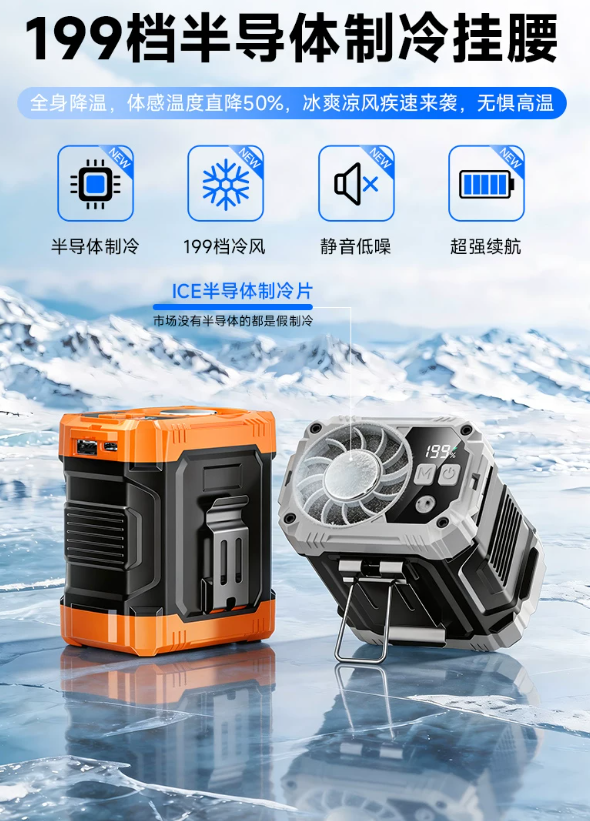 199档半导体制冷挂腰
全身降温，体感温度直降50%，冰爽凉风疾速来袭，无惧高温
NEW NEW NEW NEW
半导体制冷 199档冷风 静音低噪 超强续航
ICE半导体制冷片
市场没有半导体的都是假制冷
199%
M